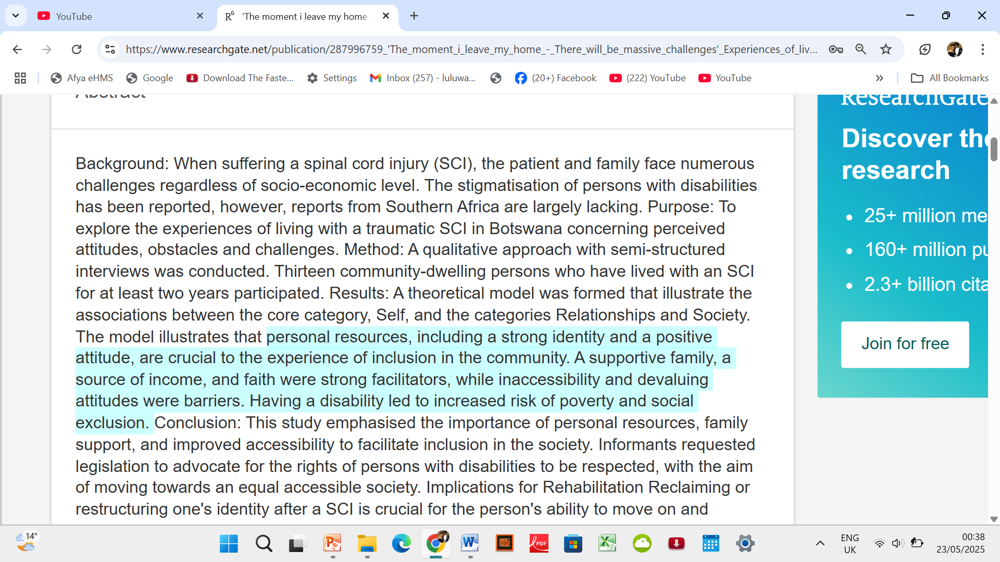 YouTube
'The moment i leave my home -
https://www.researchgate.net/publication/287996759_'The_moment_i_leave_my_home_-_There_will_be_massive_challenges'_Experiences_of_liv...
Afya eHMS
Google
Download The Faste...
Settings
Inbox (257) - luluwa...
(20+) Facebook
(222) YouTube
YouTube
All Bookmarks
Abstract
Background: When suffering a spinal cord injury (SCI), the patient and family face numerous
challenges regardless of socio-economic level. The stigmatisation of persons with disabilities
has been reported, however, reports from Southern Africa are largely lacking. Purpose: To
explore the experiences of living with a traumatic SCI in Botswana concerning perceived
attitudes, obstacles and challenges. Method: A qualitative approach with semi-structured
interviews was conducted. Thirteen community-dwelling persons who have lived with an SCI
for at least two years participated. Results: A theoretical model was formed that illustrate the
associations between the core category, Self, and the categories Relationships and Society.
The model illustrates that personal resources, including a strong identity and a positive
attitude, are crucial to the experience of inclusion in the community. A supportive family, a
source of income, and faith were strong facilitators, while inaccessibility and devaluing
attitudes were barriers. Having a disability led to increased risk of poverty and social
exclusion. Conclusion: This study emphasised the importance of personal resources, family
support, and improved accessibility to facilitate inclusion in the society. Informants requested
legislation to advocate for the rights of persons with disabilities to be respected, with the aim
of moving towards an equal accessible society. Implications for Rehabilitation Reclaiming or
restructuring one's identity after a SCI is crucial for the person's ability to move on and
ResearchGate
Discover the
research
• 25+ million me
• 160+ million pu
• 2.3+ billion cita
Join for free
14°
PDF
ENG
UK
00:38
23/05/2025